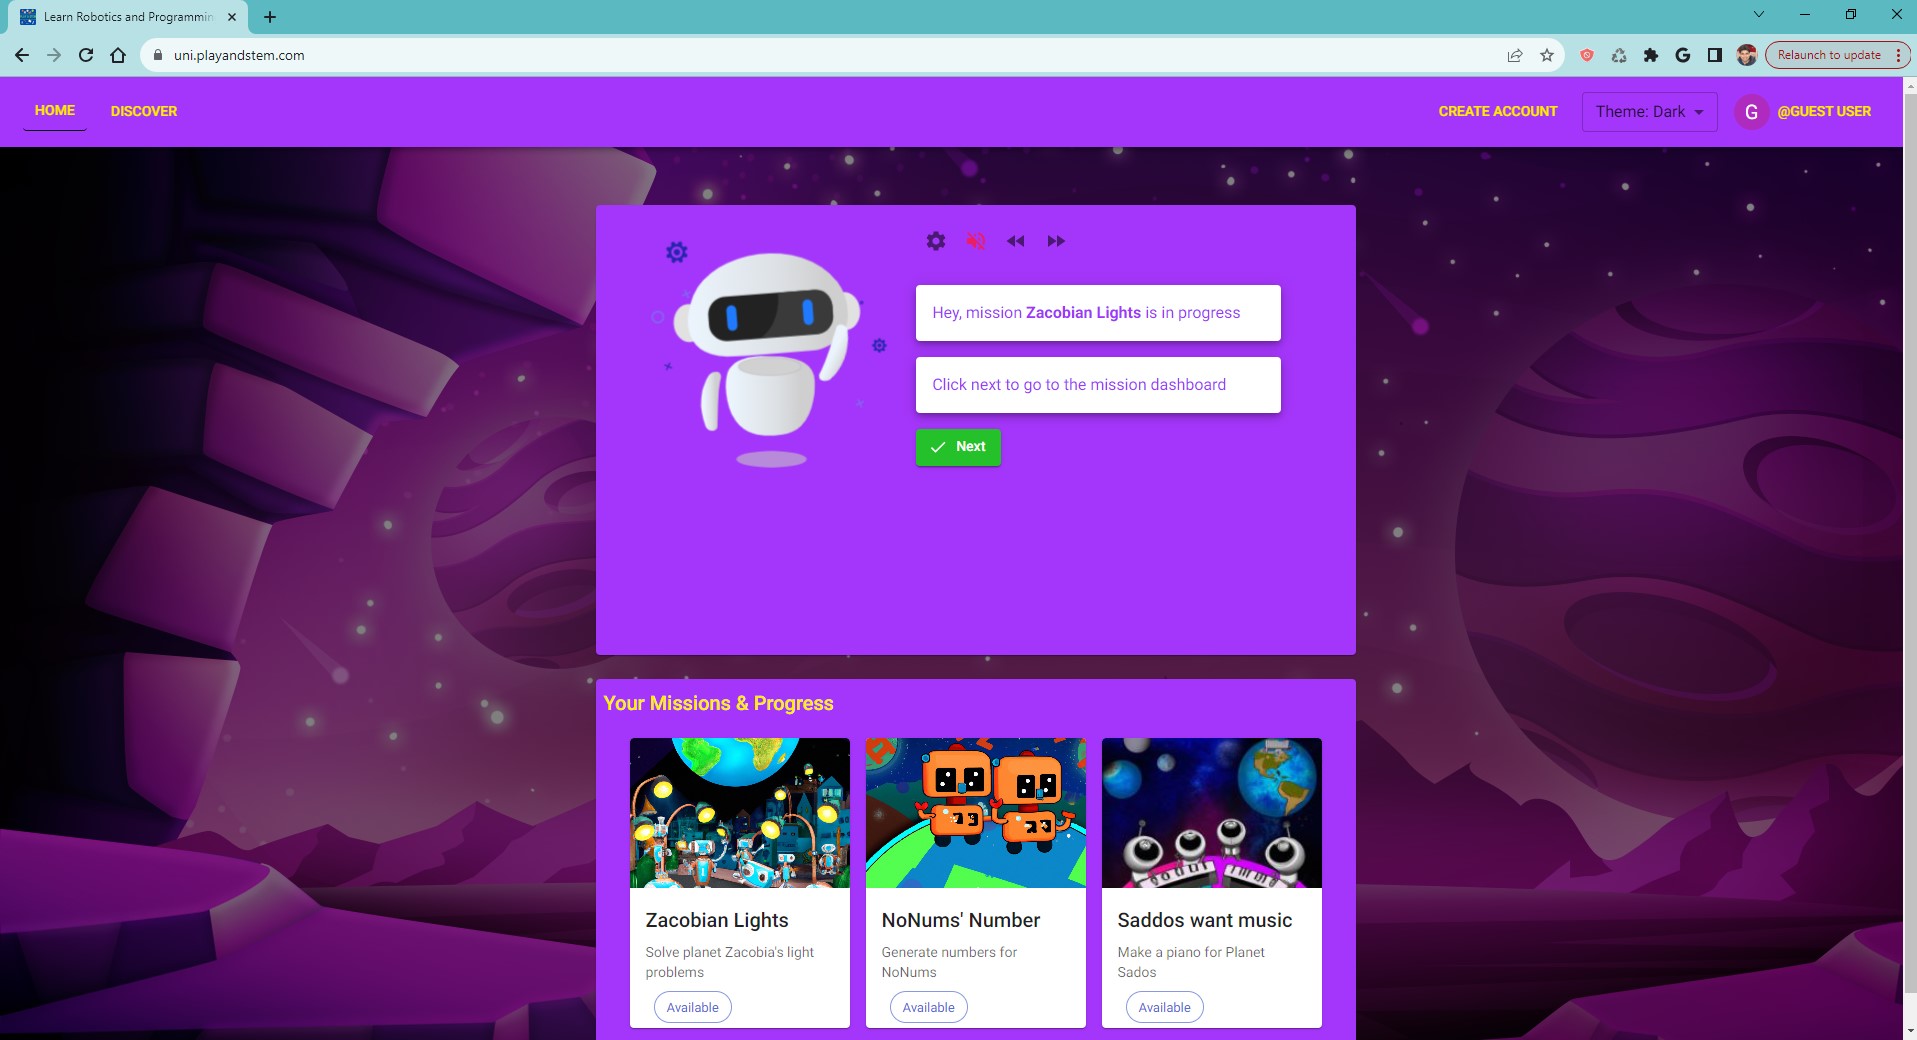 Learn Robotics and Programmin
uni.playandstem.com
Relaunch to update
HOME
DISCOVER
CREATE ACCOUNT
Theme: Dark
G
@GUEST USER
Hey, mission Zacobian Lights is in progress
Click next to go to the mission dashboard
Next
Your Missions & Progress
Zacobian Lights
Solve planet Zacobia's light
problems
Available
NoNums' Number
Generate numbers for
NoNums
Available
Saddos want music
Make a piano for Planet
Sados
Available